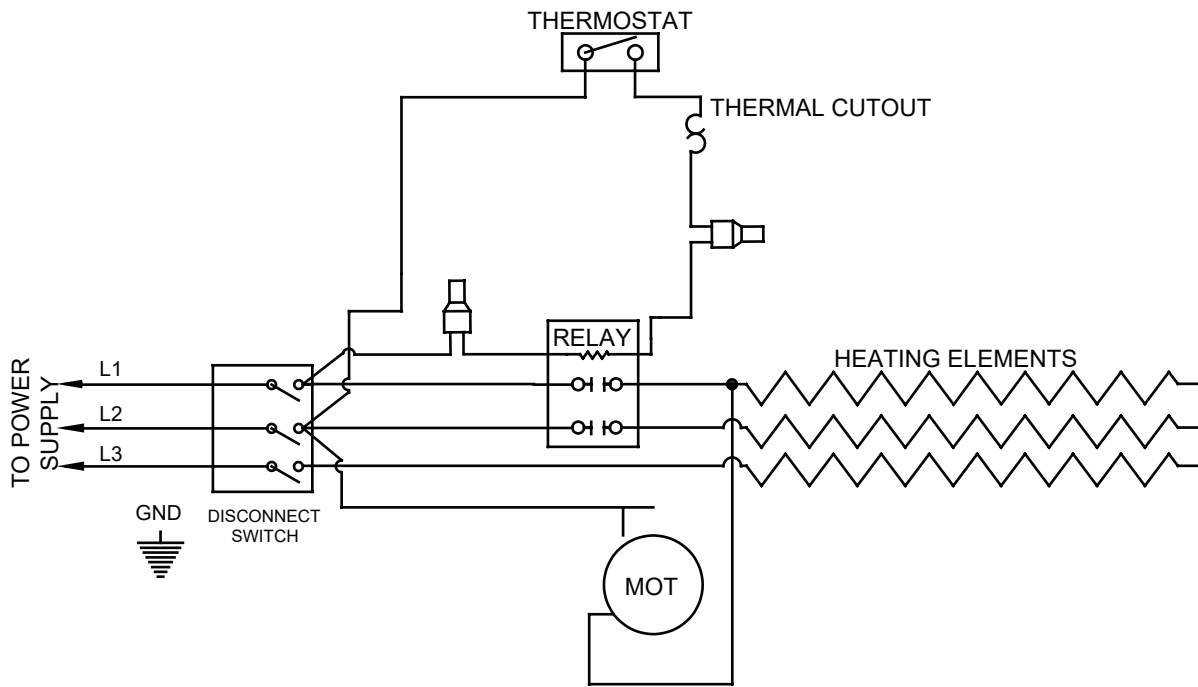 THERMOSTAT
THERMAL CUTOUT
RELAY
HEATING ELEMENTS
TO POWER
SUPPLY
L1
L2
L3
GND
DISCONNECT
SWITCH
MOT